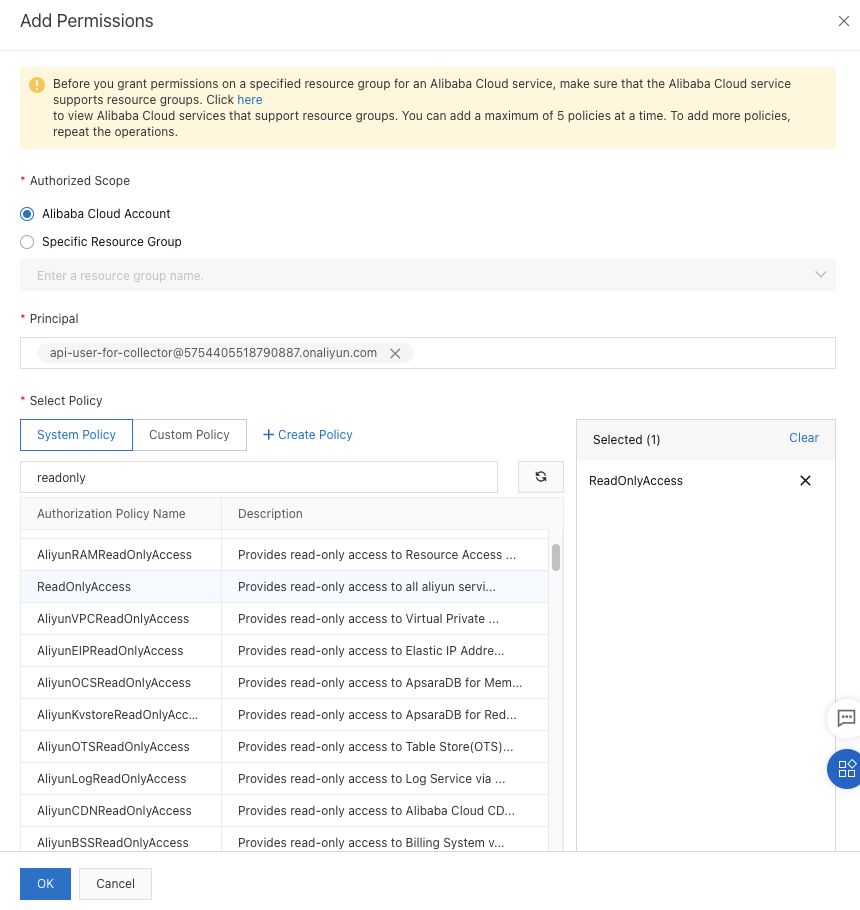 Add Permissions
Before you grant permissions on a specified resource group for an Alibaba Cloud service, make sure that the Alibaba Cloud service
supports resource groups. Click here
to view Alibaba Cloud services that support resource groups. You can add a maximum of 5 policies at a time. To add more policies,
repeat the operations.
* Authorized Scope
Alibaba Cloud Account
Specific Resource Group
Enter a resource group name.
* Principal
api-user-for-collector@5754405518790887.onaliyun.com
* Select Policy
System Policy Custom Policy + Create Policy
Selected (1) Clear
readonly
ReadOnlyAccess
Authorization Policy Name Description
AliyunRAMReadOnlyAccess Provides read-only access to Resource Access ...
ReadOnlyAccess Provides read-only access to all aliyun servi...
AliyunVPCReadOnlyAccess Provides read-only access to Virtual Private ...
AliyunEIPReadOnlyAccess Provides read-only access to Elastic IP Addre...
AliyunOCSReadOnlyAccess Provides read-only access to ApsaraDB for Mem...
AliyunKvstoreReadOnlyAcc... Provides read-only access to ApsaraDB for Red...
AliyunOTSReadOnlyAccess Provides read-only access to Table Store(OTS)...
AliyunLogReadOnlyAccess Provides read-only access to Log Service via ...
AliyunCDNReadOnlyAccess Provides read-only access to Alibaba Cloud CD...
AliyunBSSReadOnlyAccess Provides read-only access to Billing System v...
OK Cancel